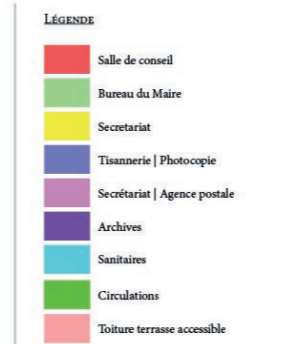 LÉGENDE
Salle de conseil
Bureau du Maire
Secretariat
Tisannerie | Photocopie
Secrétariat | Agence postale
Archives
Sanitaires
Circulations
Toiture terrasse accessible